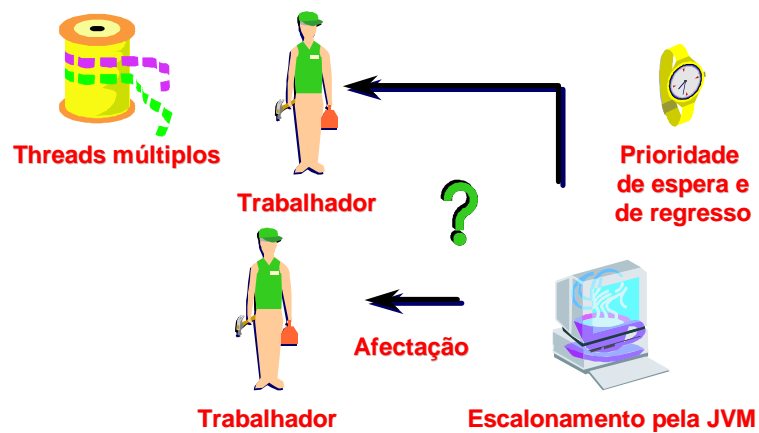 Threads múltiplos
Trabalhador
Prioridade
de espera e
de regresso
Afectação
Trabalhador
Escalonamento pela JVM